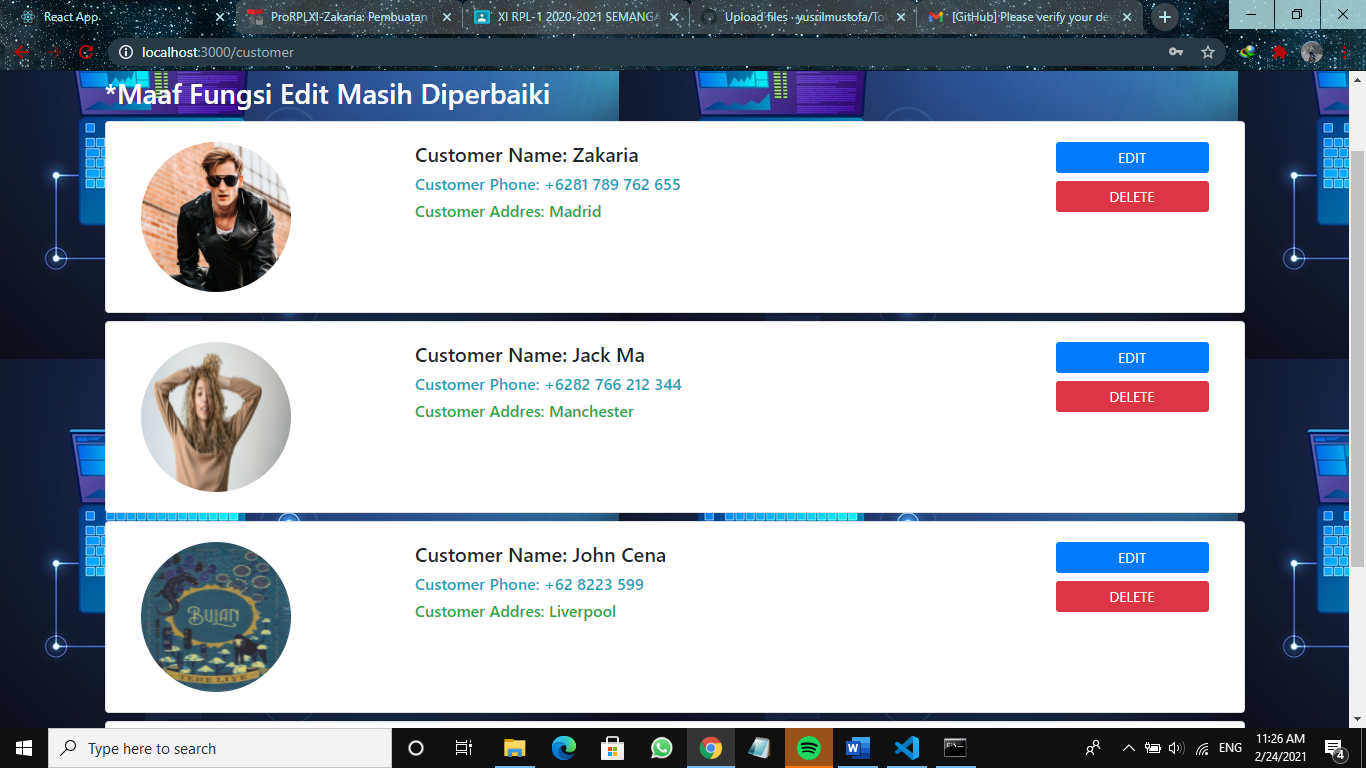 React App
ProRPLXI-Zakaria: Pembuatan
XI RPL-1 2020-2021 SEMANGA
Upload files · yusrilmustofa/ToL
[GitHub] Please verify your dev
localhost:3000/customer
*Maaf Fungsi Edit Masih Diperbaiki
Customer Name: Zakaria
Customer Phone: +6281 789 762 655
Customer Addres: Madrid
EDIT
DELETE
Customer Name: Jack Ma
Customer Phone: +6282 766 212 344
Customer Addres: Manchester
EDIT
DELETE
BUJAN
TERE LIYE
Customer Name: John Cena
Customer Phone: +62 8223 599
Customer Addres: Liverpool
EDIT
DELETE
Type here to search
ENG
11:26 AM
2/24/2021
4